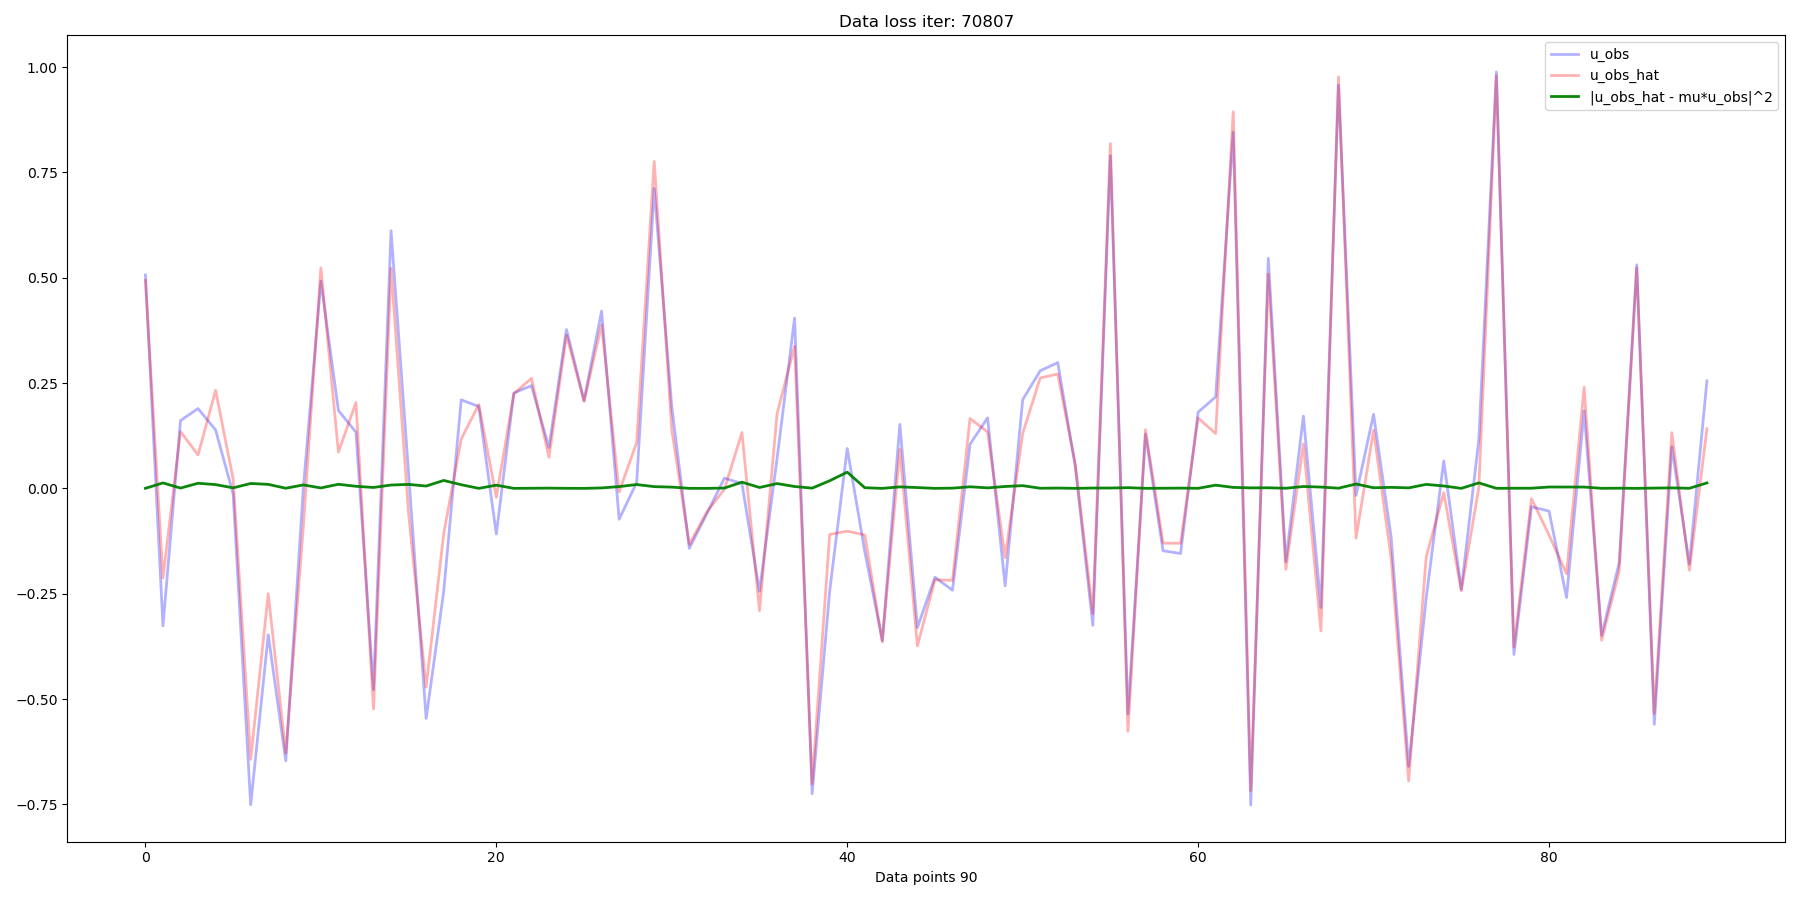 Data loss iter: 70807
u_obs
u_obs_hat
|u_obs_hat - mu*u_obs|^2
1.00
0.75
0.50
0.25
0.00
−0.25
−0.50
−0.75
0 20 40 60 80
Data points 90